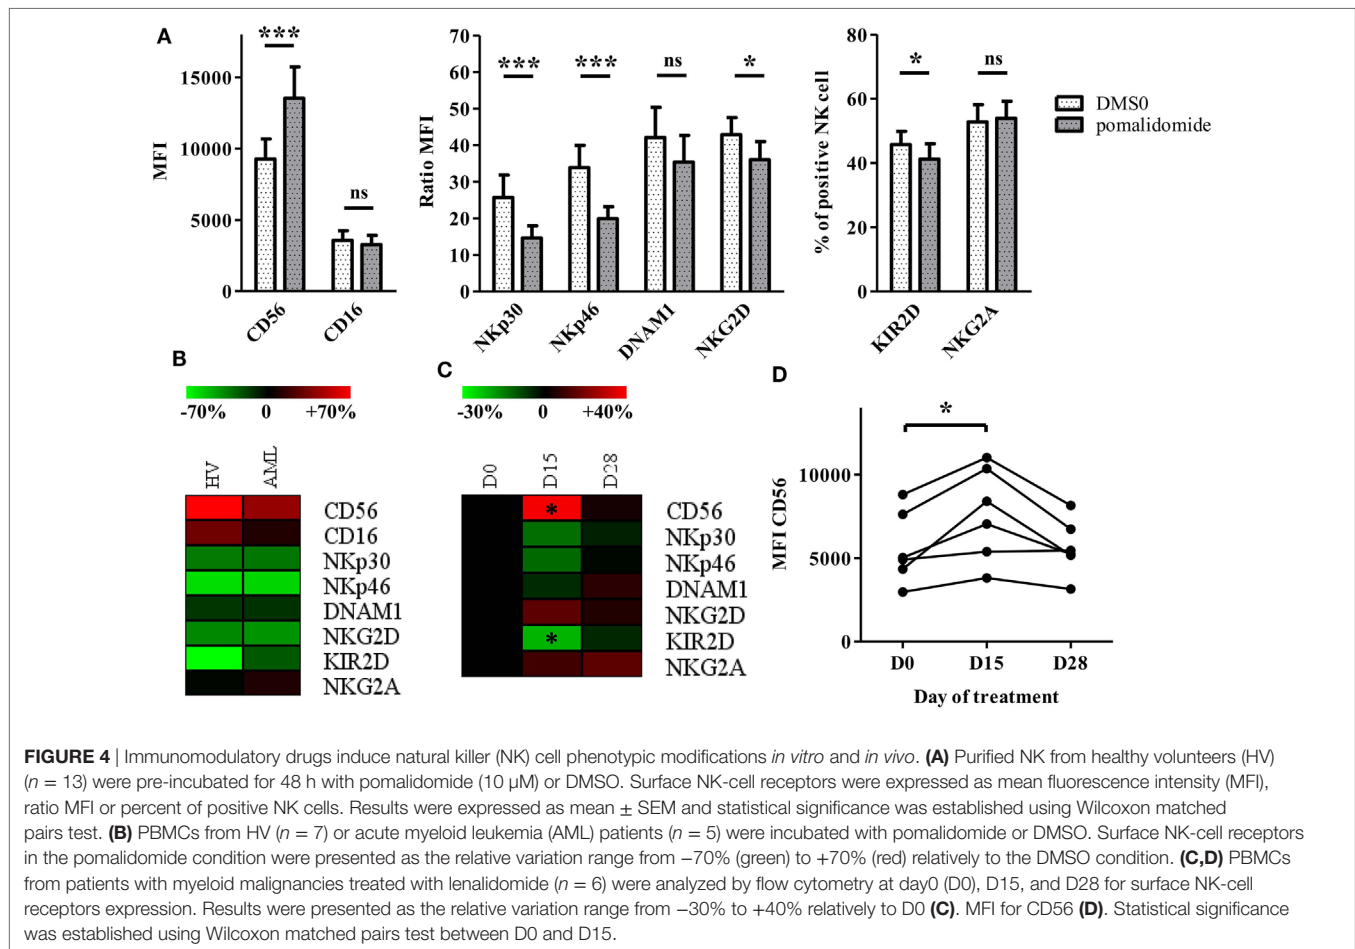 A
MFI
15000
10000
5000
0
***
ns
CD56
CD16
Ratio MFI
70
60
50
40
30
20
10
0
***
***
ns
*
NKp30
NKp46
DNAM1
NKG2D
% of positive NK cell
80
60
40
20
0
*
ns
KIR2D
NKG2A
DMS0
pomalidomide
B
-70% 0 +70%
HV AML
CD56
CD16
NKp30
NKp46
DNAM1
NKG2D
KIR2D
NKG2A
C
-30% 0 +40%
D0 D15 D28
* CD56
NKp30
NKp46
DNAM1
NKG2D
* KIR2D
NKG2A
D
MFI CD56
10000
5000
0
*
D0 D15 D28
Day of treatment
FIGURE 4 | Immunomodulatory drugs induce natural killer (NK) cell phenotypic modifications in vitro and in vivo. (A) Purified NK from healthy volunteers (HV)
(n = 13) were pre-incubated for 48 h with pomalidomide (10 µM) or DMSO. Surface NK-cell receptors were expressed as mean fluorescence intensity (MFI),
ratio MFI or percent of positive NK cells. Results were expressed as mean ± SEM and statistical significance was established using Wilcoxon matched
pairs test. (B) PBMCs from HV (n = 7) or acute myeloid leukemia (AML) patients (n = 5) were incubated with pomalidomide or DMSO. Surface NK-cell receptors
in the pomalidomide condition were presented as the relative variation range from −70% (green) to +70% (red) relatively to the DMSO condition. (C,D) PBMCs
from patients with myeloid malignancies treated with lenalidomide (n = 6) were analyzed by flow cytometry at day0 (D0), D15, and D28 for surface NK-cell
receptors expression. Results were presented as the relative variation range from −30% to +40% relatively to D0 (C). MFI for CD56 (D). Statistical significance
was established using Wilcoxon matched pairs test between D0 and D15.